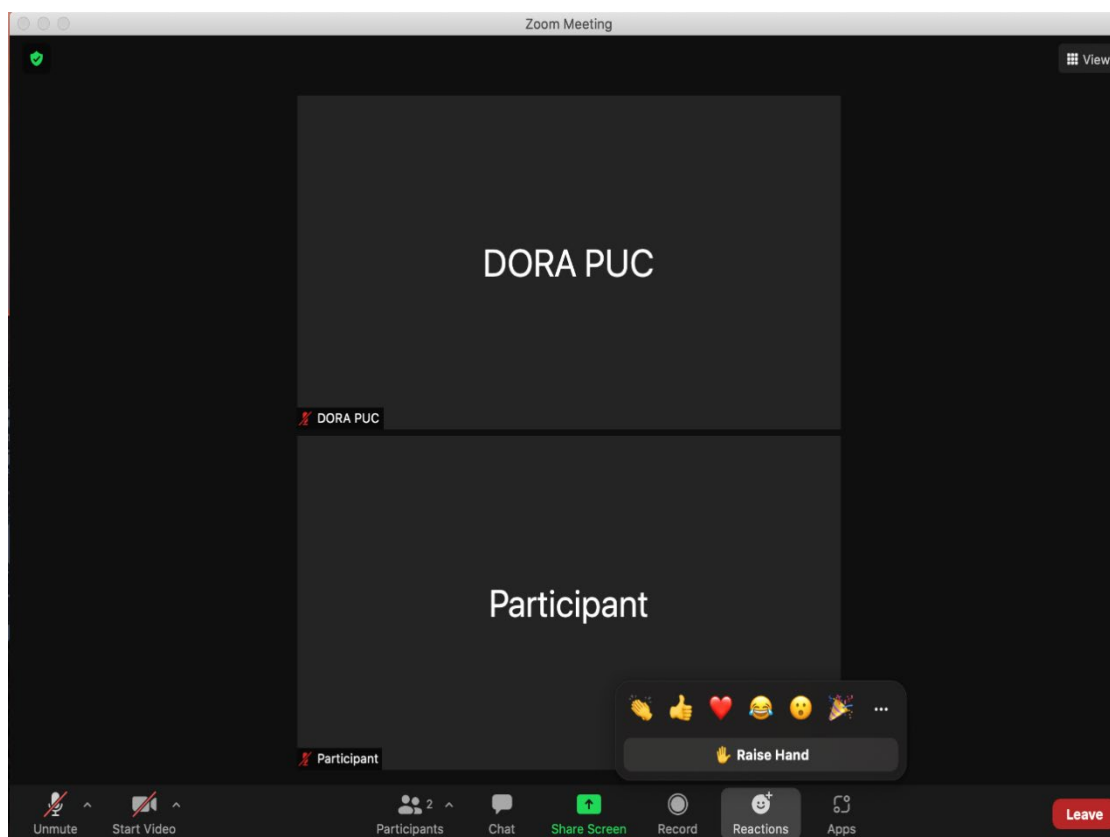 Zoom Meeting
View
DORA PUC
DORA PUC
Participant
Participant
Raise Hand
2
Unmute
Start Video
Participants
Chat
Share Screen
Record
Reactions
Apps
Leave